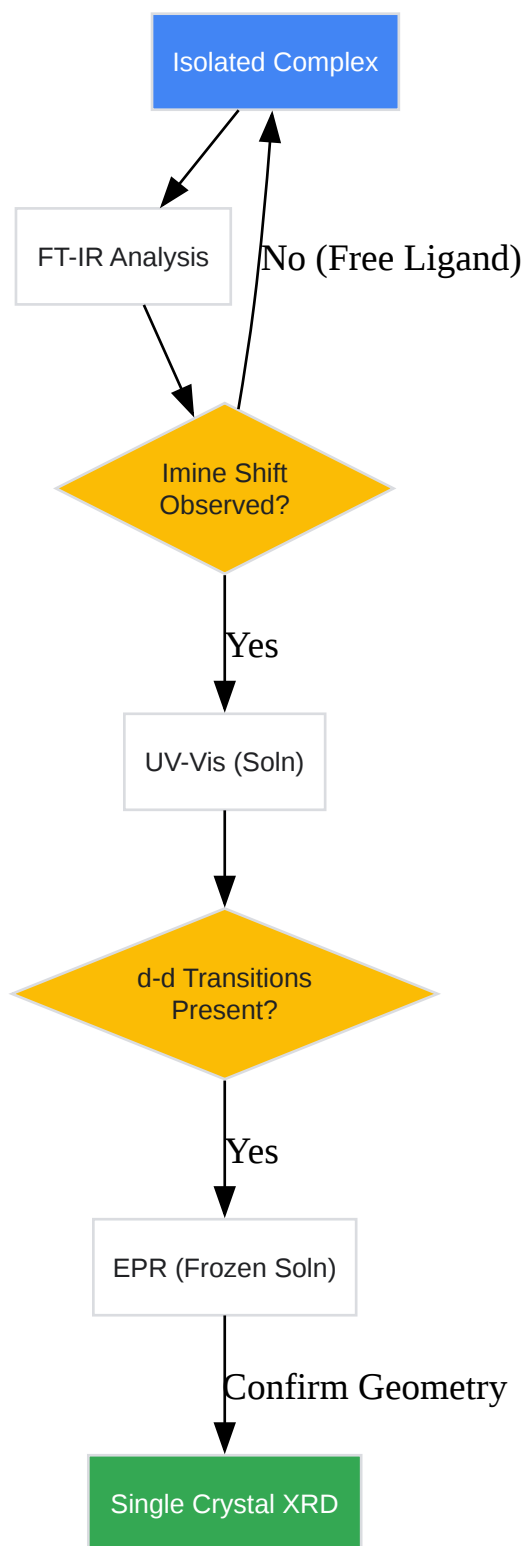 Isolated Complex
FT-IR Analysis
No (Free Ligand)
Imine Shift
Observed?
Yes
UV-Vis (Soln)
d-d Transitions
Present?
Yes
EPR (Frozen Soln)
Confirm Geometry
Single Crystal XRD